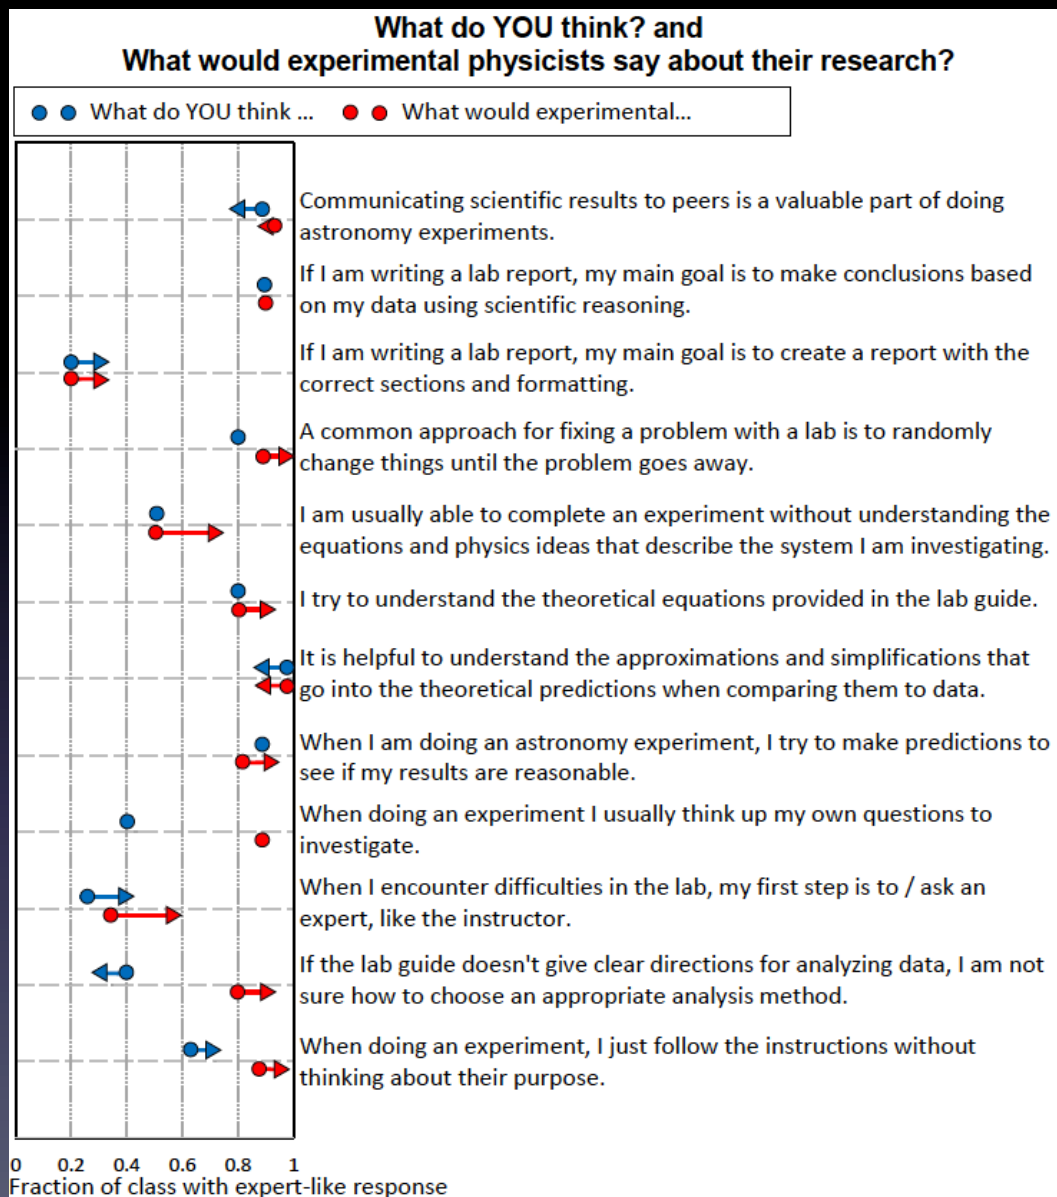 What do YOU think? and
What would experimental physicists say about their research?
What do YOU think ... What would experimental...
Communicating scientific results to peers is a valuable part of doing
astronomy experiments.
If I am writing a lab report, my main goal is to make conclusions based
on my data using scientific reasoning.
If I am writing a lab report, my main goal is to create a report with the
correct sections and formatting.
A common approach for fixing a problem with a lab is to randomly
change things until the problem goes away.
I am usually able to complete an experiment without understanding the
equations and physics ideas that describe the system I am investigating.
I try to understand the theoretical equations provided in the lab guide.
It is helpful to understand the approximations and simplifications that
go into the theoretical predictions when comparing them to data.
When I am doing an astronomy experiment, I try to make predictions to
see if my results are reasonable.
When doing an experiment I usually think up my own questions to
investigate.
When I encounter difficulties in the lab, my first step is to / ask an
expert, like the instructor.
If the lab guide doesn't give clear directions for analyzing data, I am not
sure how to choose an appropriate analysis method.
When doing an experiment, I just follow the instructions without
thinking about their purpose.
0 0.2 0.4 0.6 0.8 1
Fraction of class with expert-like response